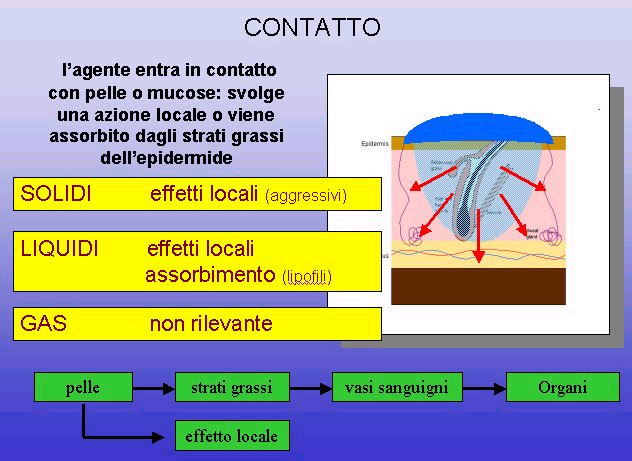 CONTATTO
l'agente entra in contatto
con pelle o mucose: svolge
una azione locale o viene
assorbito dagli strati grassi
dell'epidermide
SOLIDI effetti locali (aggressivi)
LIQUIDI effetti locali
assorbimento (lipofili)
GAS non rilevante
Epidermis
gland
pelle
strati grassi
vasi sanguigni
Organi
effetto locale